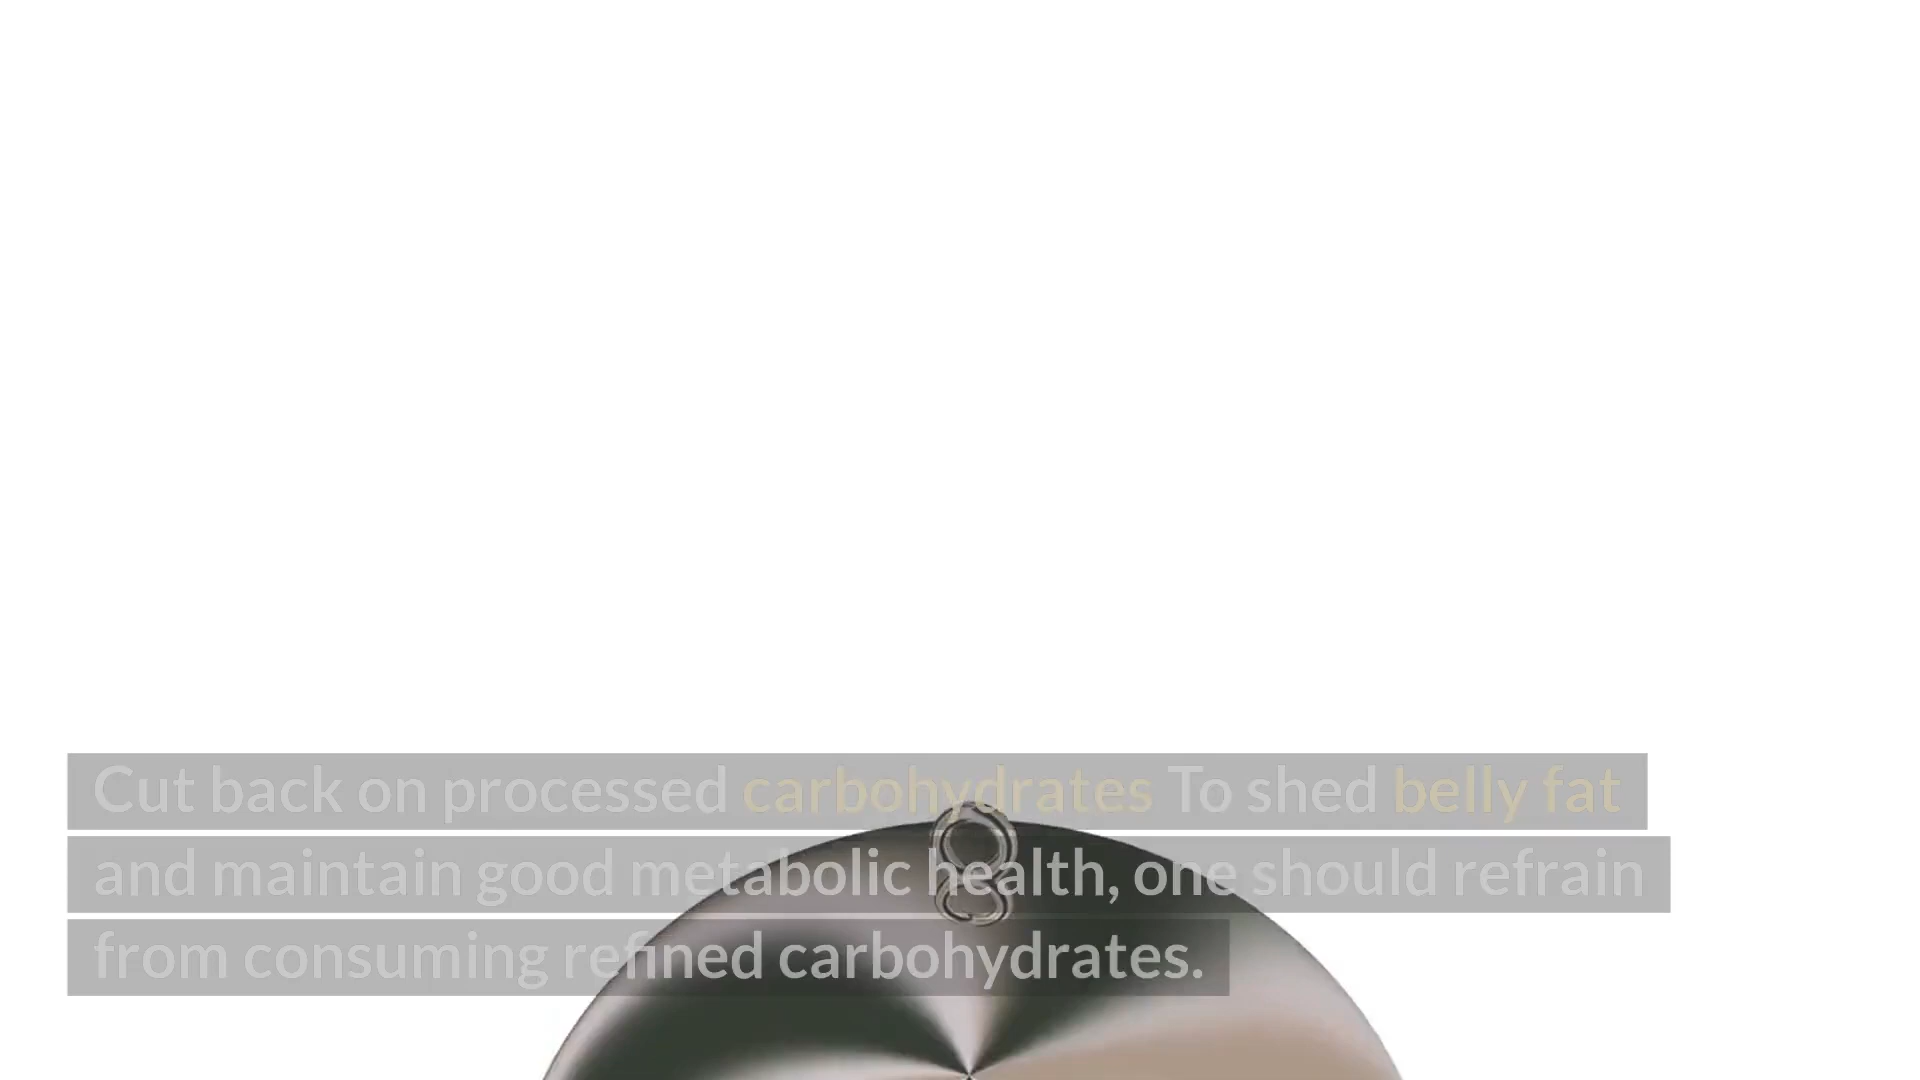 Cut back on processed carbohydrates To shed belly fat
and maintain good metabolic health, one should refrain
from consuming refined carbohydrates.